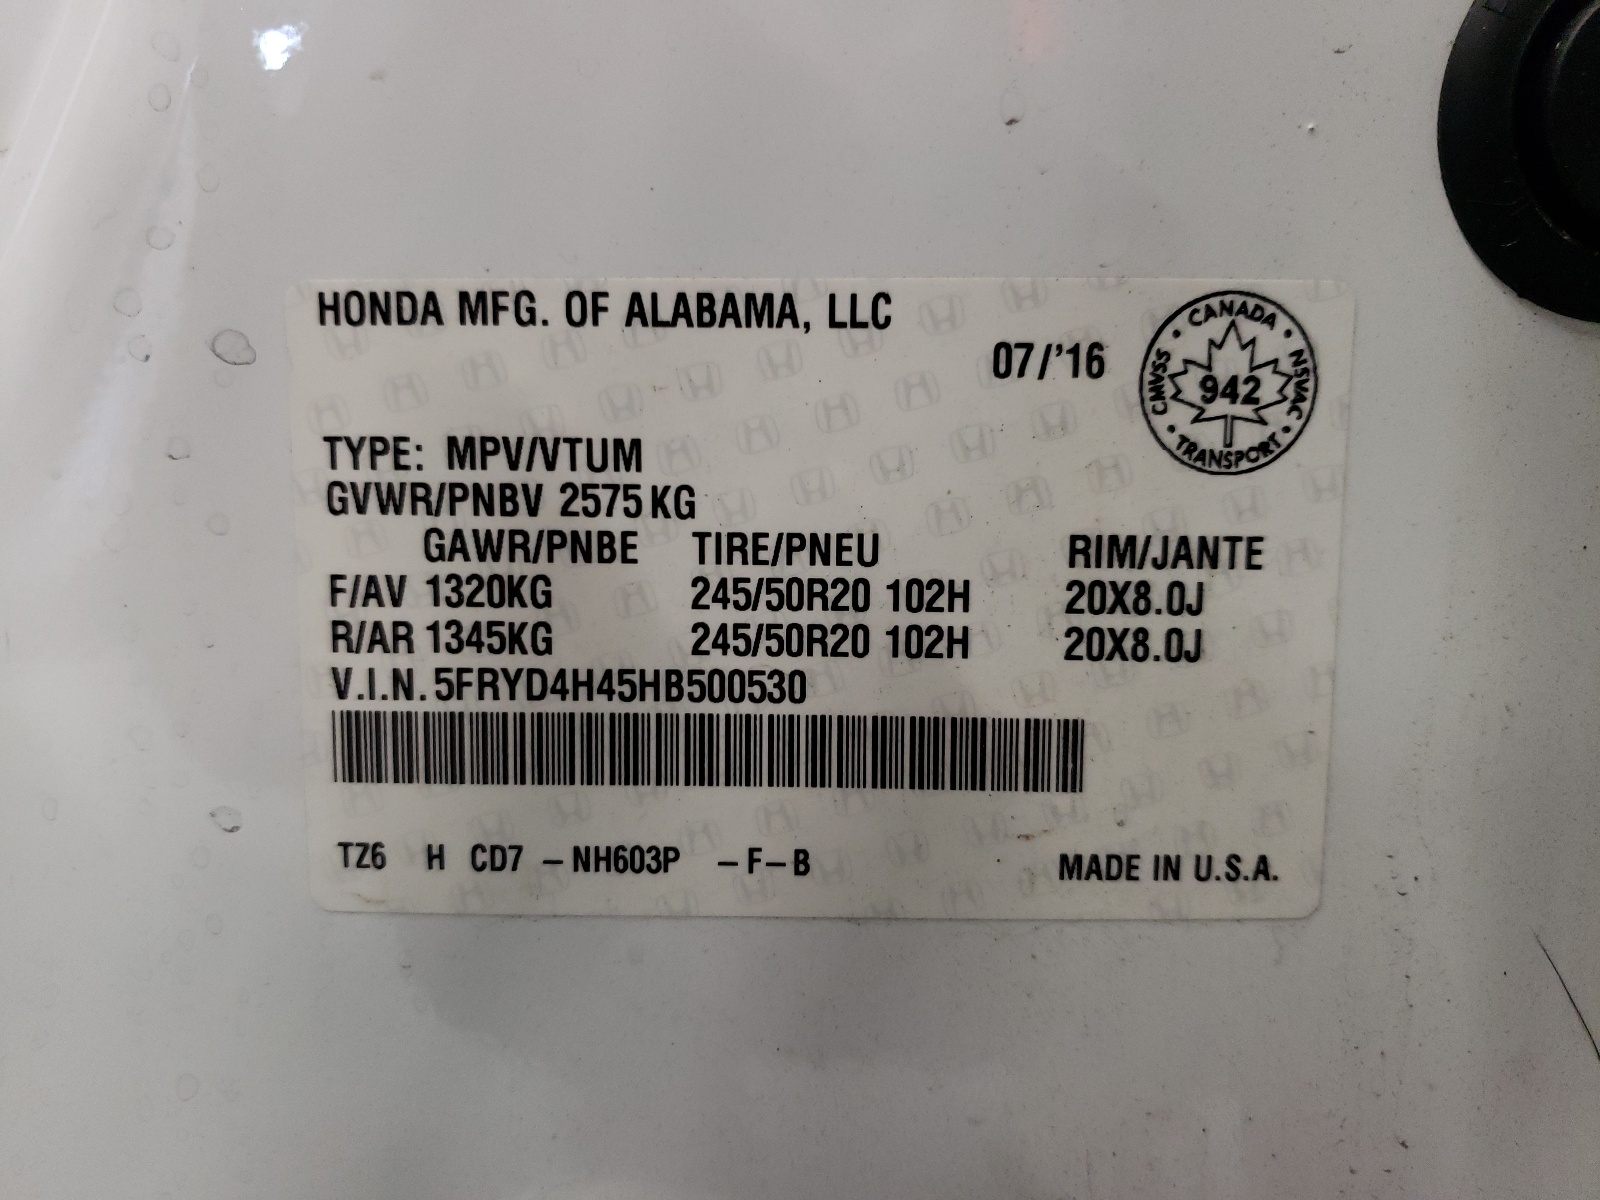 HONDA MFG. OF ALABAMA, LLC
07/'16
CANADA
CMVSS
942
NSVAC
TRANSPORT
TYPE: MPV/VTUM
GVWR/PNBV 2575KG
GAWR/PNBE TIRE/PNEU RIM/JANTE
F/AV 1320KG 245/50R20 102H 20X8.0J
R/AR 1345KG 245/50R20 102H 20X8.0J
V.I.N. 5FRYD4H45HB500530
TZ6 H CD7 -NH603P -F-B MADE IN U.S.A.